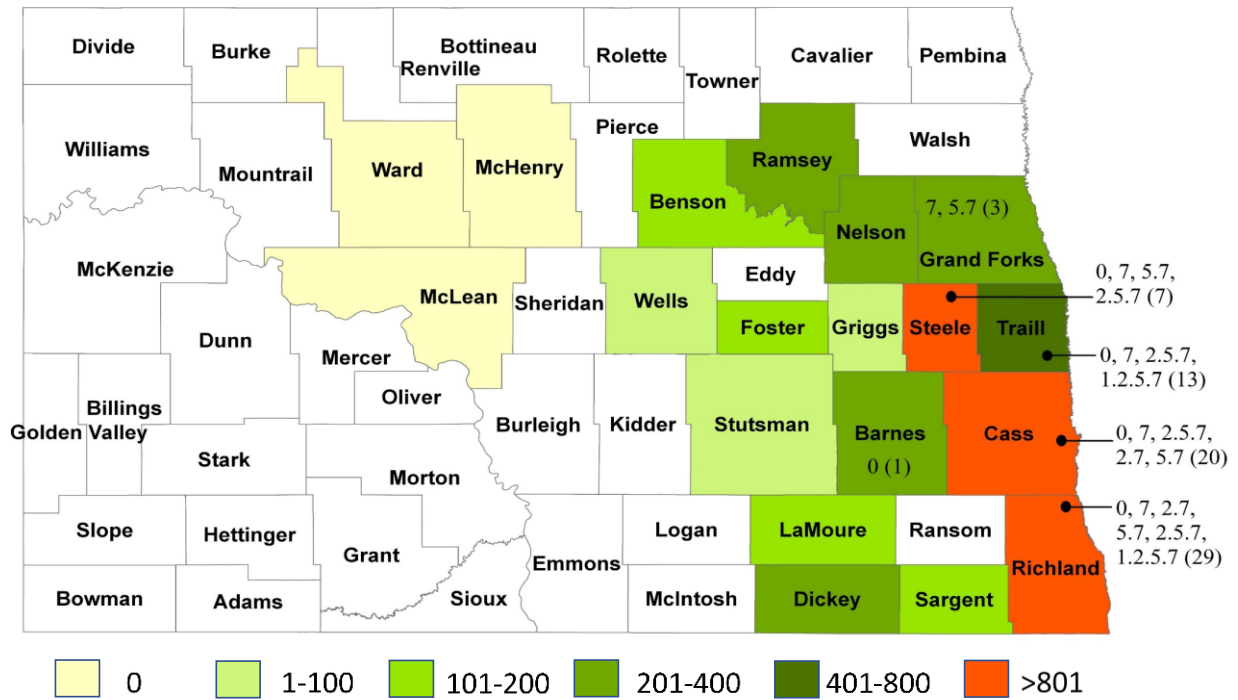 Divide
Burke
Bottineau
Renville
Rolette
Towner
Cavalier
Pembina
Williams
Mountrail
Ward
McHenry
Pierce
Benson
Ramsey
Walsh
Nelson
7, 5.7 (3)
Grand Forks
McKenzie
Dunn
McLean
Mercer
Oliver
Sheridan
Wells
Eddy
Foster
Griggs
Steele
Traill
0, 7, 5.7,
2.5.7 (7)
0, 7, 2.5.7,
1.2.5.7 (13)
Golden
Valley
Billings
Stark
Morton
Burleigh
Kidder
Stutsman
Barnes
0 (1)
Cass
0, 7, 2.5.7,
2.7, 5.7 (20)
Slope
Hettinger
Grant
Sioux
Emmons
Logan
LaMoure
Ransom
Richland
0, 7, 2.7,
5.7, 2.5.7,
1.2.5.7 (29)
Bowman
Adams
McIntosh
Dickey
Sargent
0
1-100
101-200
201-400
401-800
>801